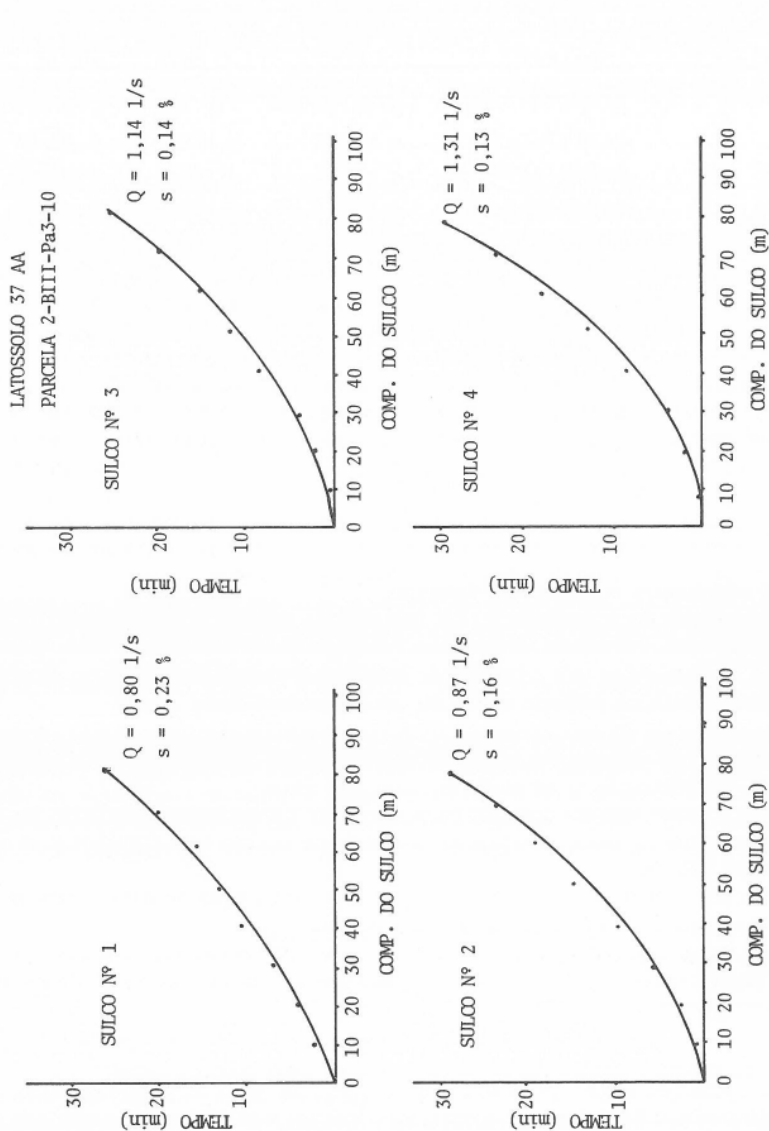 LATOSSOLO 37 AA
PARCELA 2-BIII-Pa3-10
TEMPO (min)
30
20
10
SULCO Nº 1
Q = 0,80 l/s
s = 0,23 %
0 10 20 30 40 50 60 70 80 90 100
COMP. DO SULCO (m)
TEMPO (min)
30
20
10
SULCO Nº 3
Q = 1,14 l/s
s = 0,14 %
0 10 20 30 40 50 60 70 80 90 100
COMP. DO SULCO (m)
TEMPO (min)
30
20
10
SULCO Nº 2
Q = 0,87 l/s
s = 0,16 %
0 10 20 30 40 50 60 70 80 90 100
COMP. DO SULCO (m)
TEMPO (min)
30
20
10
SULCO Nº 4
Q = 1,31 l/s
s = 0,13 %
0 10 20 30 40 50 60 70 80 90 100
COMP. DO SULCO (m)